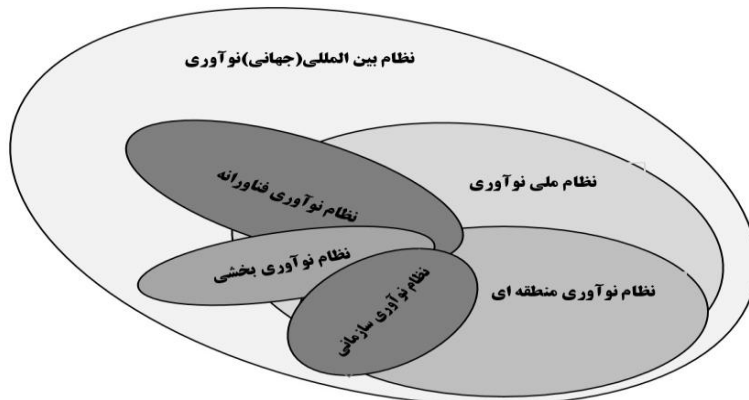 نظام بین المللی(جهانی)نوآوری
نظام ملی نوآوری
نظام نوآوری فناورانه
نظام نوآوری بخشی
نظام نوآوری منطقه ای
نظام نوآوری سازمانی